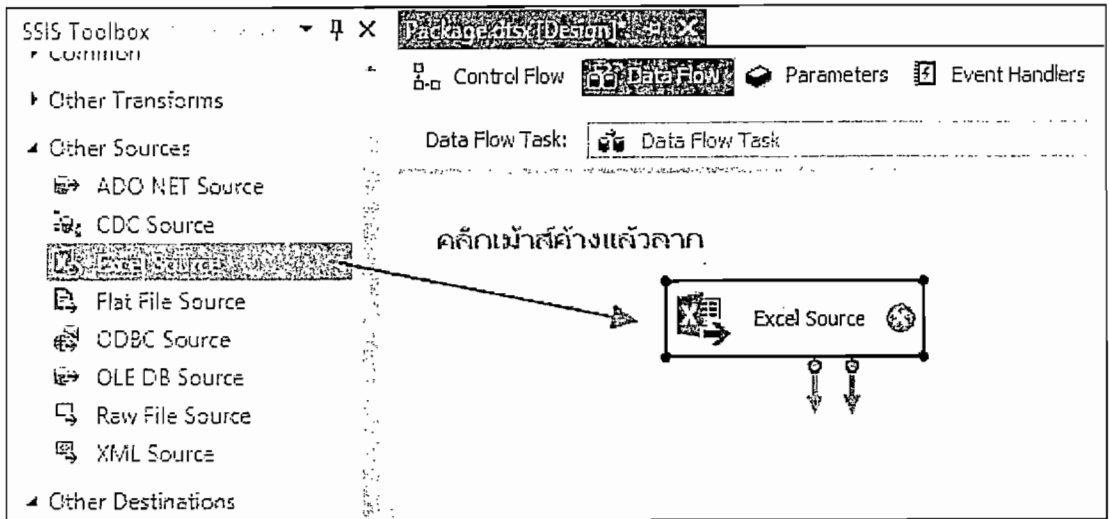 SSIS Toolbox
Common
Other Transforms
Other Sources
ADO NET Source
CDC Source
Excel Source
Flat File Source
ODBC Source
OLE DB Source
Raw File Source
XML Source
Other Destinations
Package.dtsx [Design]*
Control Flow
Data Flow
Parameters
Event Handlers
Data Flow Task:
Data Flow Task
คลิกเม้าส์ค้างแล้วลาก
Excel Source